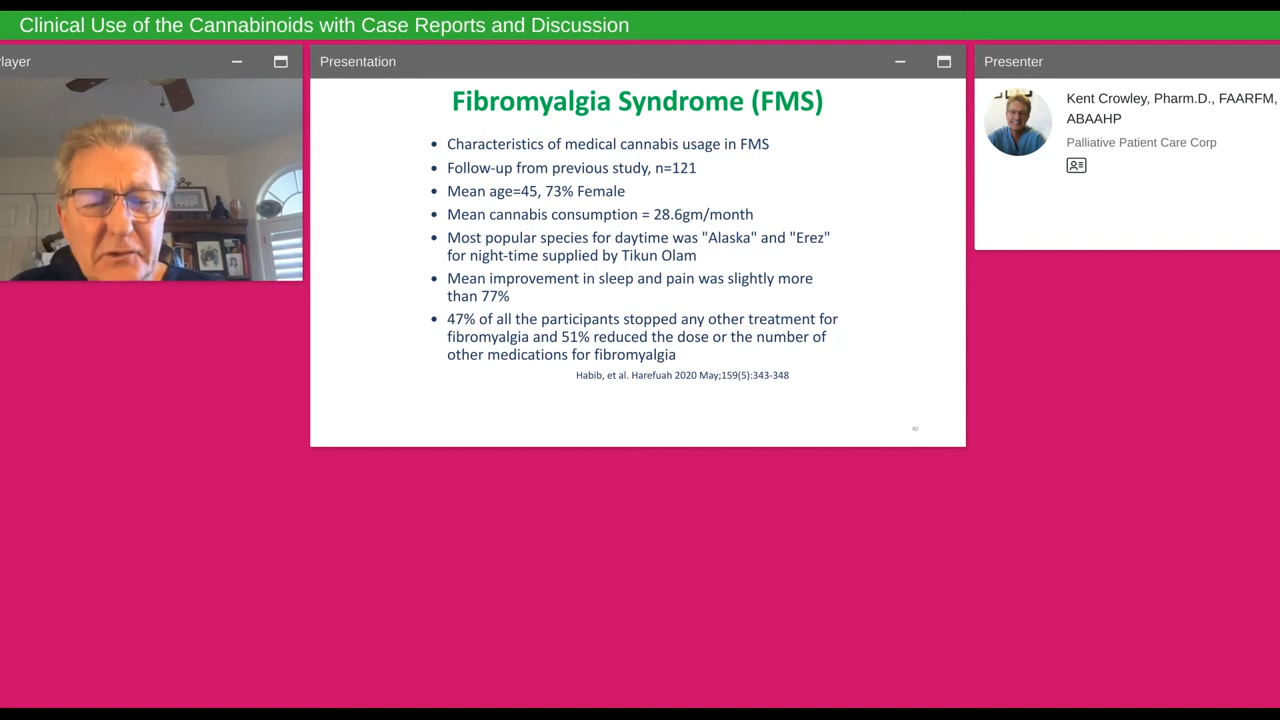 Clinical Use of the Cannabinoids with Case Reports and Discussion
layer
Presentation
Presenter
Fibromyalgia Syndrome (FMS)
• Characteristics of medical cannabis usage in FMS
• Follow-up from previous study, n=121
• Mean age=45, 73% Female
• Mean cannabis consumption = 28.6gm/month
• Most popular species for daytime was "Alaska" and "Erez"
for night-time supplied by Tikun Olam
• Mean improvement in sleep and pain was slightly more
than 77%
• 47% of all the participants stopped any other treatment for
fibromyalgia and 51% reduced the dose or the number of
other medications for fibromyalgia
Habib, et al. Harefuah 2020 May;159(5):343-348
40
Kent Crowley, Pharm.D., FAARFM,
ABAAHP
Palliative Patient Care Corp